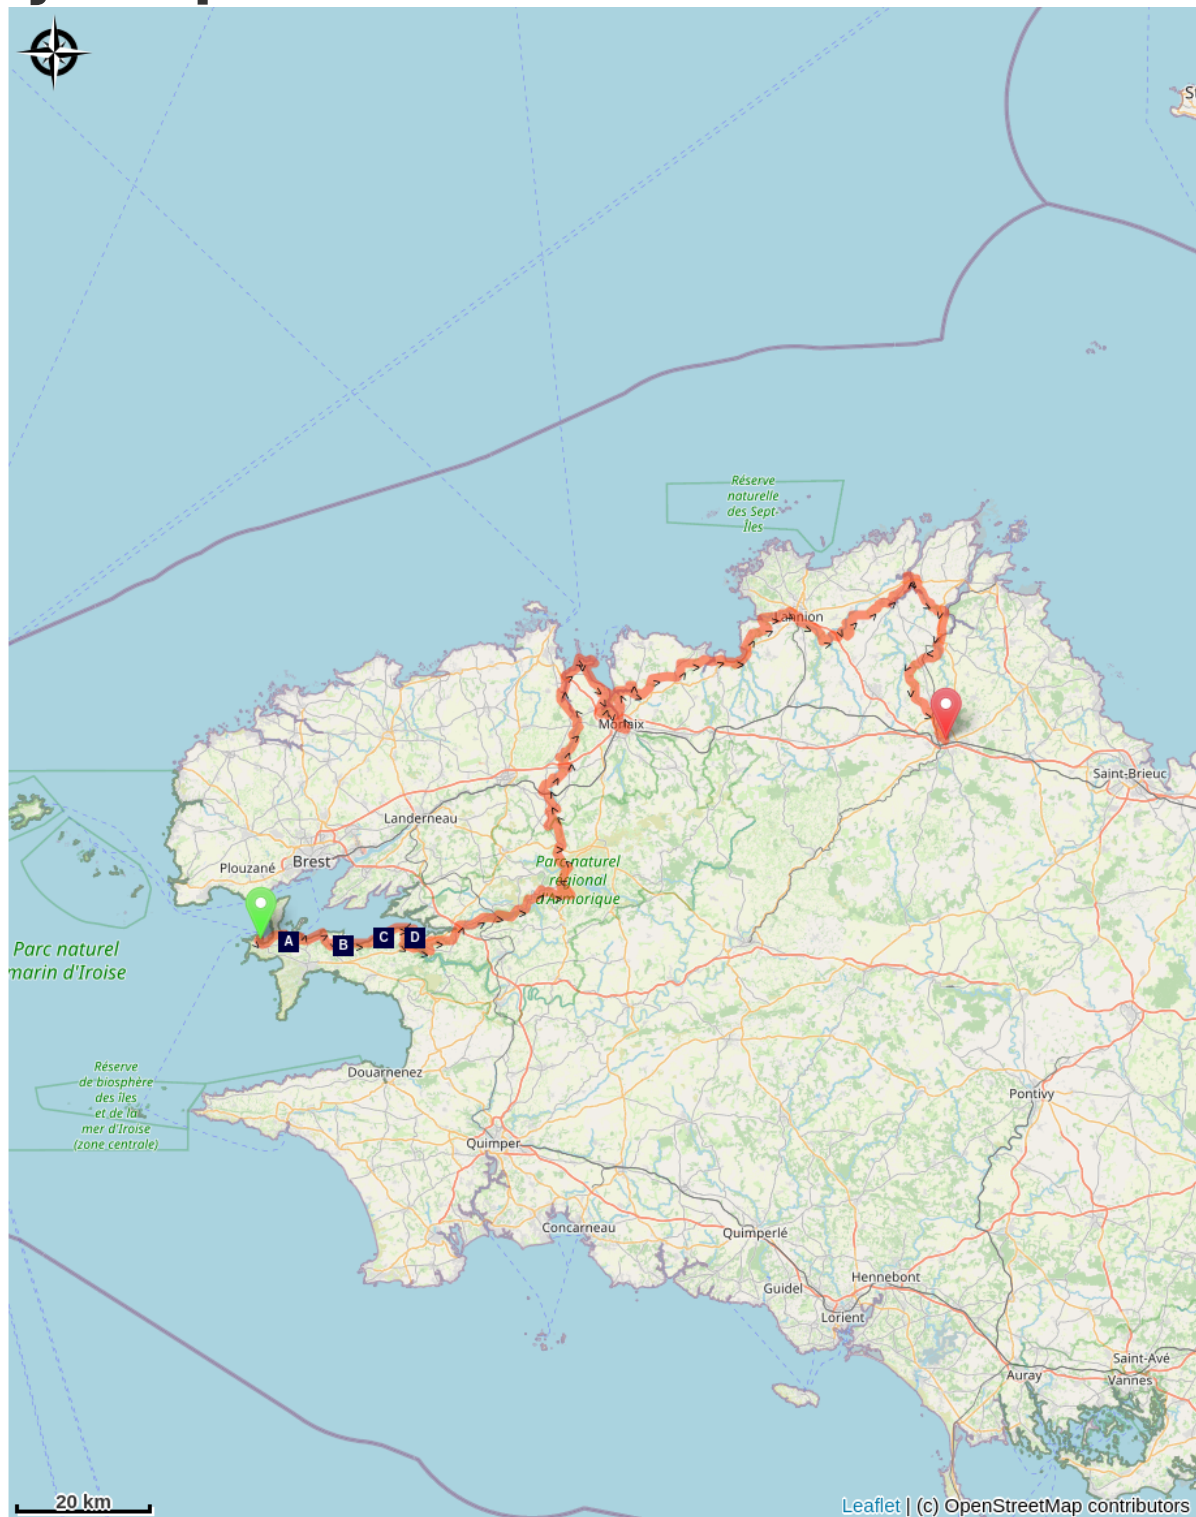 St
Réserve
naturelle
des Sept-
Îles
Lannion
Morlaix
Saint-Brieuc
Landerneau
Plouzané
Brest
Parc naturel
régional
d'Armorique
A
B
C
D
Parc naturel
marin d'Iroise
Réserve
de biosphère
des îles
et de la
mer d'Iroise
(zone centrale)
Douarnenez
Pontivy
Quimper
Concarneau
Quimperlé
Hennebont
Guidel
Lorient
Saint-Avé
Auray
Vannes
20 km
Leaflet | (c) OpenStreetMap contributors